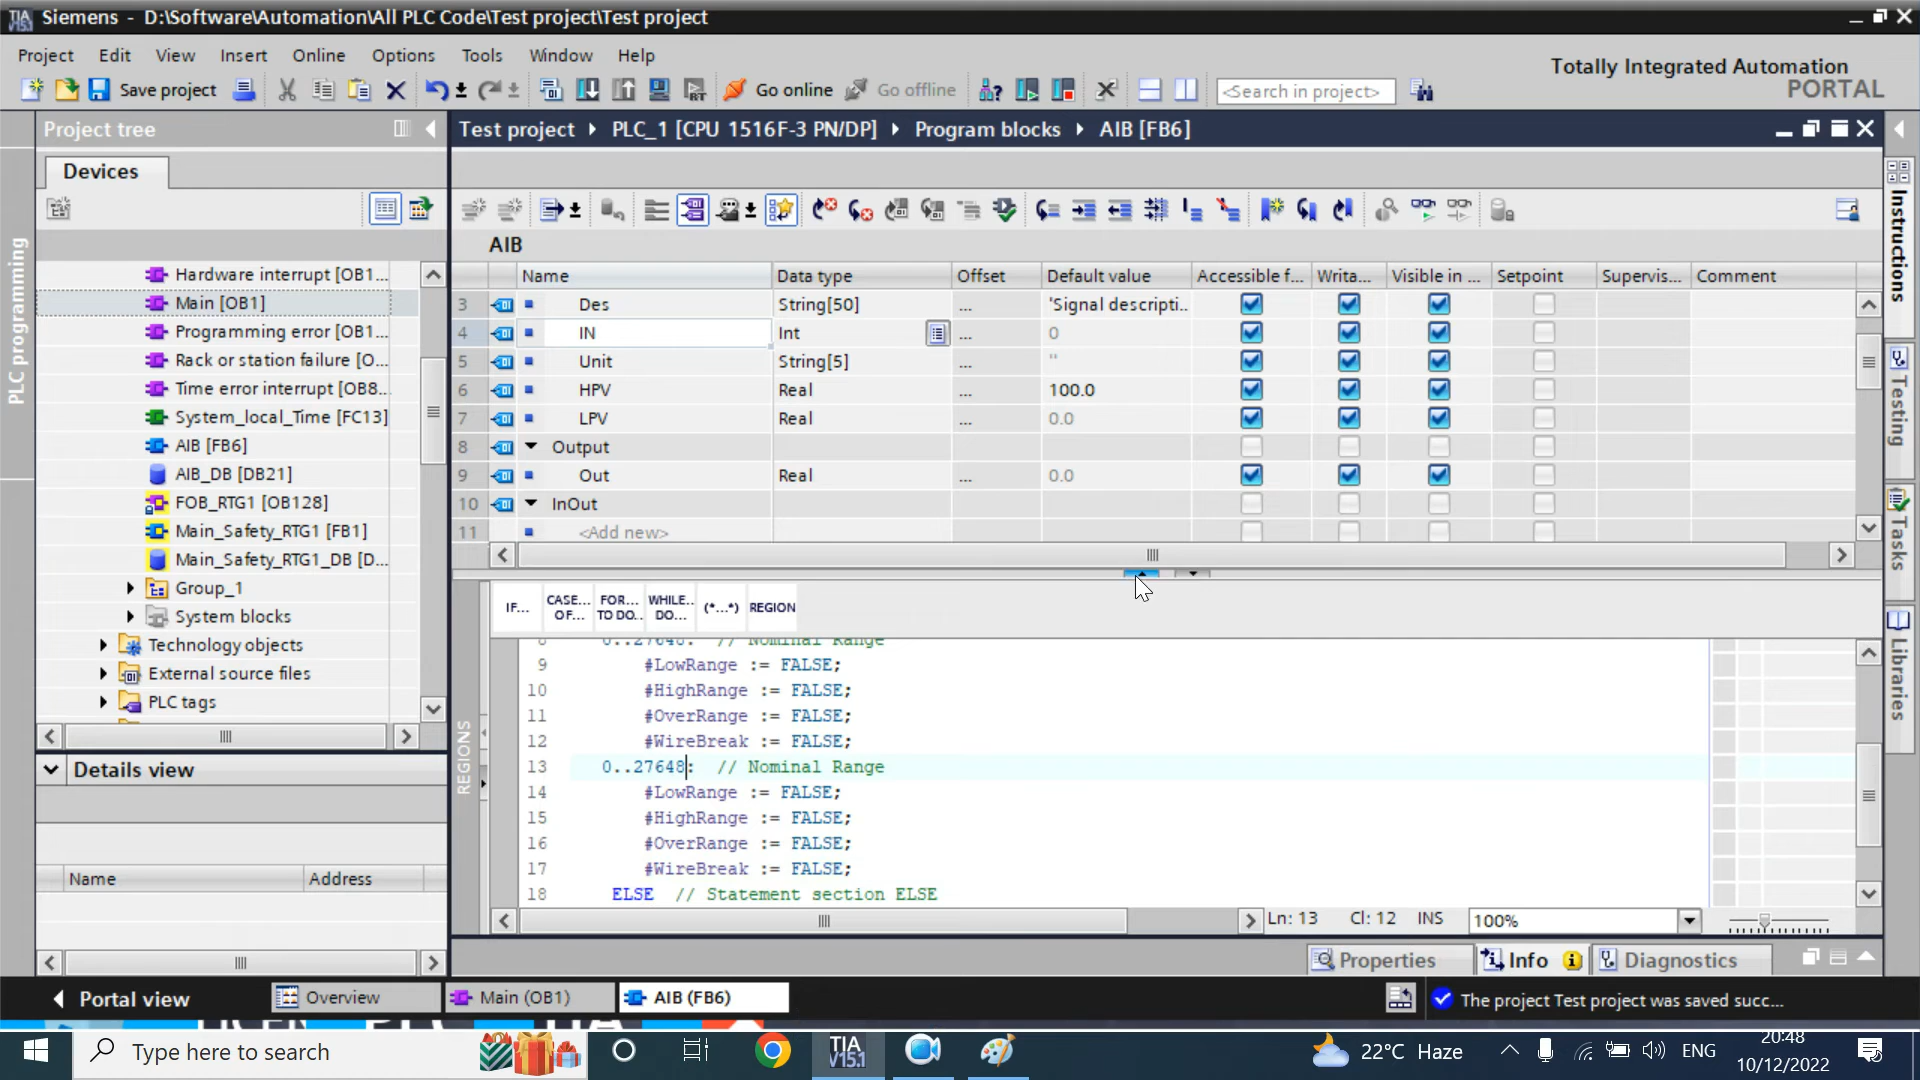 TIA
V15.1
Siemens - D:\Software\Automation\All PLC Code\Test project\Test project
Project Edit View Insert Online Options Tools Window Help
Totally Integrated Automation
PORTAL
Save project
Go online
Go offline
<Search in project>
Project tree
Test project PLC_1 [CPU 1516F-3 PN/DP] Program blocks AIB [FB6]
Devices
AIB
Name Data type Offset Default value Accessible f... Writa... Visible in ... Setpoint Supervis... Comment
3 Des String[50] ... 'Signal descripti..
4 IN Int ... 0
5 Unit String[5] ... ''
6 HPV Real ... 100.0
7 LPV Real ... 0.0
8 Output
9 Out Real ... 0.0
10 InOut
11 <Add new>
Hardware interrupt [OB1...
Main [OB1]
Programming error [OB1...
Rack or station failure [O...
Time error interrupt [OB8...
System_local_Time [FC13]
AIB [FB6]
AIB_DB [DB21]
FOB_RTG1 [OB128]
Main_Safety_RTG1 [FB1]
Main_Safety_RTG1_DB [D...
Group_1
System blocks
Technology objects
External source files
PLC tags
Details view
Name Address
IF... CASE... OF... FOR... TO DO.. WHILE.. DO... (*...*) REGION
8 0..27648: // Nominal Range
9 #LowRange := FALSE;
10 #HighRange := FALSE;
11 #OverRange := FALSE;
12 #WireBreak := FALSE;
13 0..27648: // Nominal Range
14 #LowRange := FALSE;
15 #HighRange := FALSE;
16 #OverRange := FALSE;
17 #WireBreak := FALSE;
18 ELSE // Statement section ELSE
Ln: 13 Cl: 12 INS 100%
REGIONS
PLC programming
Instructions
Testing
Tasks
Libraries
Properties Info Diagnostics
Portal view Overview Main (OB1) AIB (FB6)
The project Test project was saved succ...
Type here to search
TIA
V15.1
22°C Haze
ENG
20:48
10/12/2022